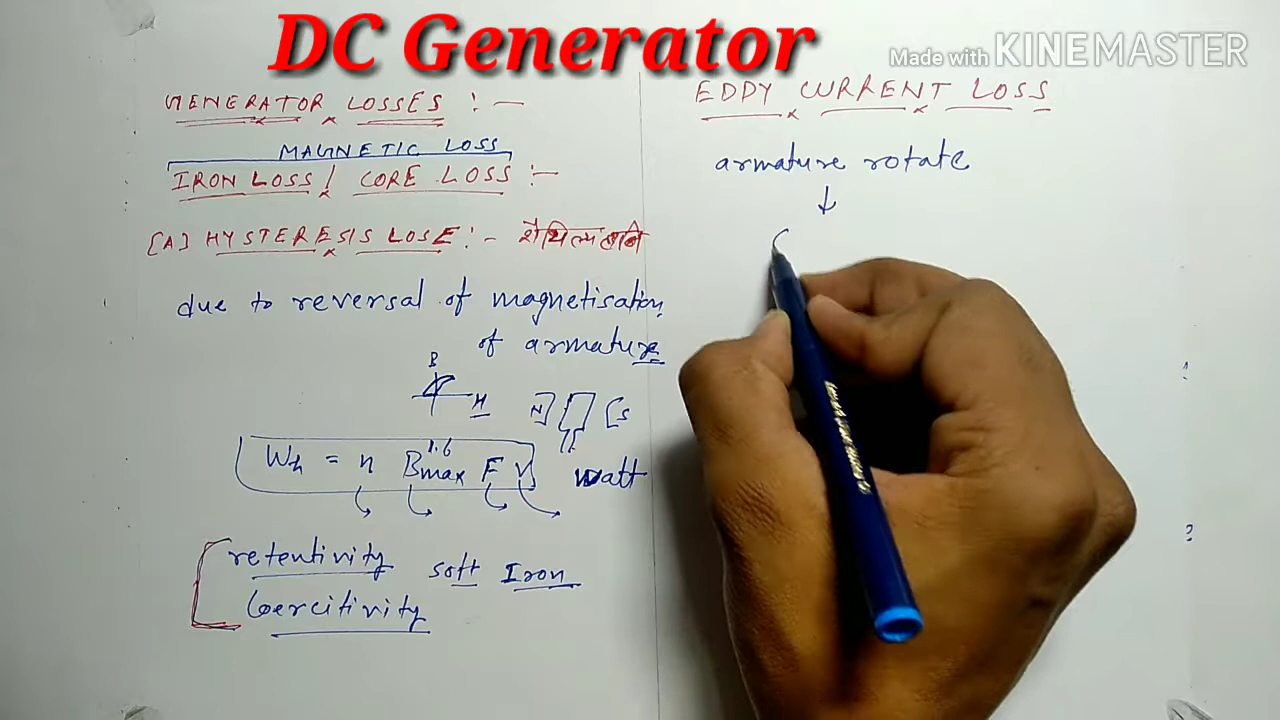 DC Generator
Made with KINEMASTER
GENERATOR LOSSES :-
MAGNETIC LOSS
IRON LOSS / CORE LOSS :-
[A] HYSTERESIS LOSE :- शैथिल्य हानि
due to reversal of magnetisation
of armature
B
H
N S
Wh = η Bmax^1.6 F V watt
retentivity soft Iron
Coercitivity
EDDY CURRENT LOSS
armature rotate
↓